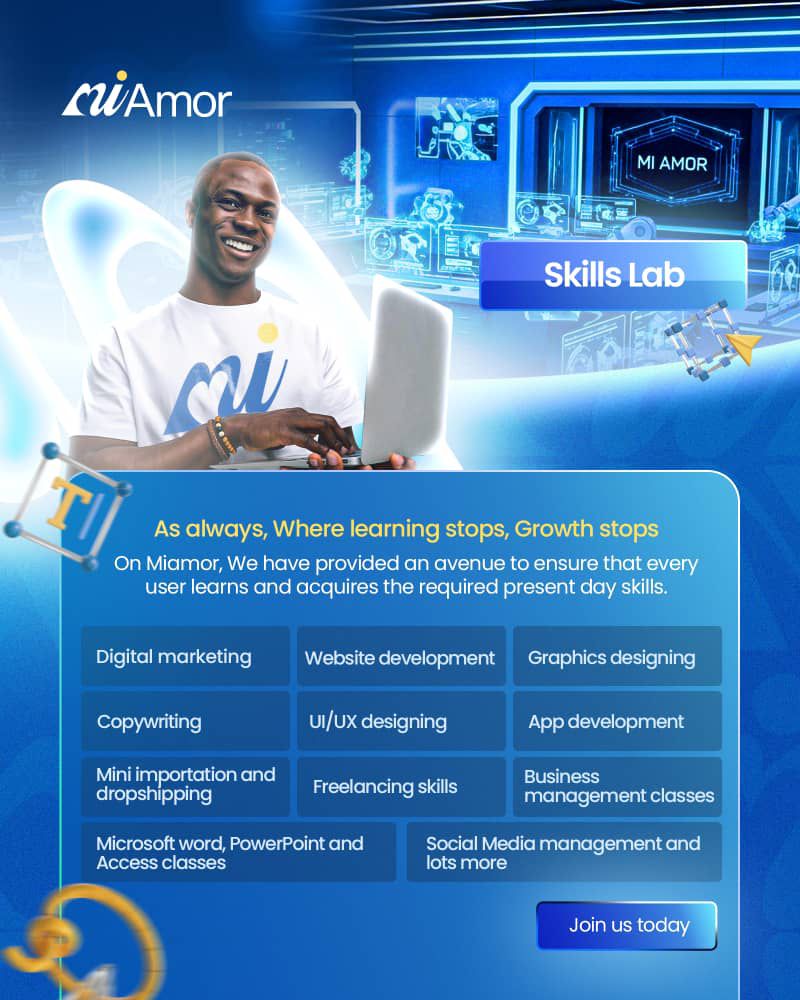 miAmor
MI AMOR
Skills Lab
mi
T
As always, Where learning stops, Growth stops
On Miamor, We have provided an avenue to ensure that every
user learns and acquires the required present day skills.
Digital marketing
Website development
Graphics designing
Copywriting
UI/UX designing
App development
Mini importation and
dropshipping
Freelancing skills
Business
management classes
Microsoft word, PowerPoint and
Access classes
Social Media management and
lots more
Join us today